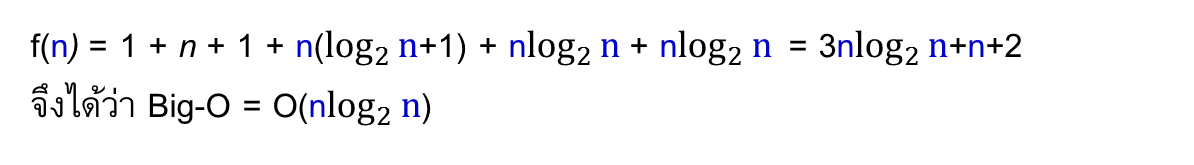 f(n) = 1 + n + 1 + n(log₂ n+1) + nlog₂ n + nlog₂ n = 3nlog₂ n+n+2
จึงได้ว่า Big-O = O(nlog₂ n)